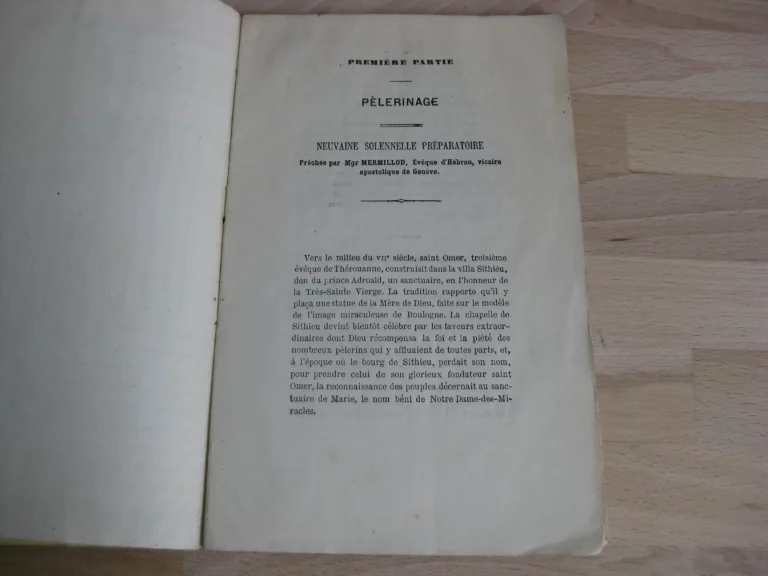 PREMIÈRE PARTIE
PÈLERINAGE
NEUVAINE SOLENNELLE PRÉPARATOIRE
Prêchée par Mgr MERMILLOD, Évêque d'Hébron, vicaire
apostolique de Genève.
Vers le milieu du VIIe siècle, saint Omer, troisième
évêque de Thérouanne, construisit dans la villa Sithieu,
don du prince Adroald, un sanctuaire, en l'honneur de
la Très-Sainte Vierge. La tradition rapporte qu'il y
plaça une statue de la Mère de Dieu, faite sur le modèle
de l'image miraculeuse de Boulogne. La chapelle de
Sithieu devint bientôt célèbre par les faveurs extraor-
dinaires dont Dieu récompensa la foi et la piété des
nombreux pèlerins qui y affluaient de toutes parts, et,
á l'époque où le bourg de Sithieu, perdait son nom,
pour prendre celui de son glorieux fondateur saint
Omer, la reconnaissance des peuples décernait au sanc-
tuaire de Marie, le nom béni de Notre Dame-des-Mi-
racles.